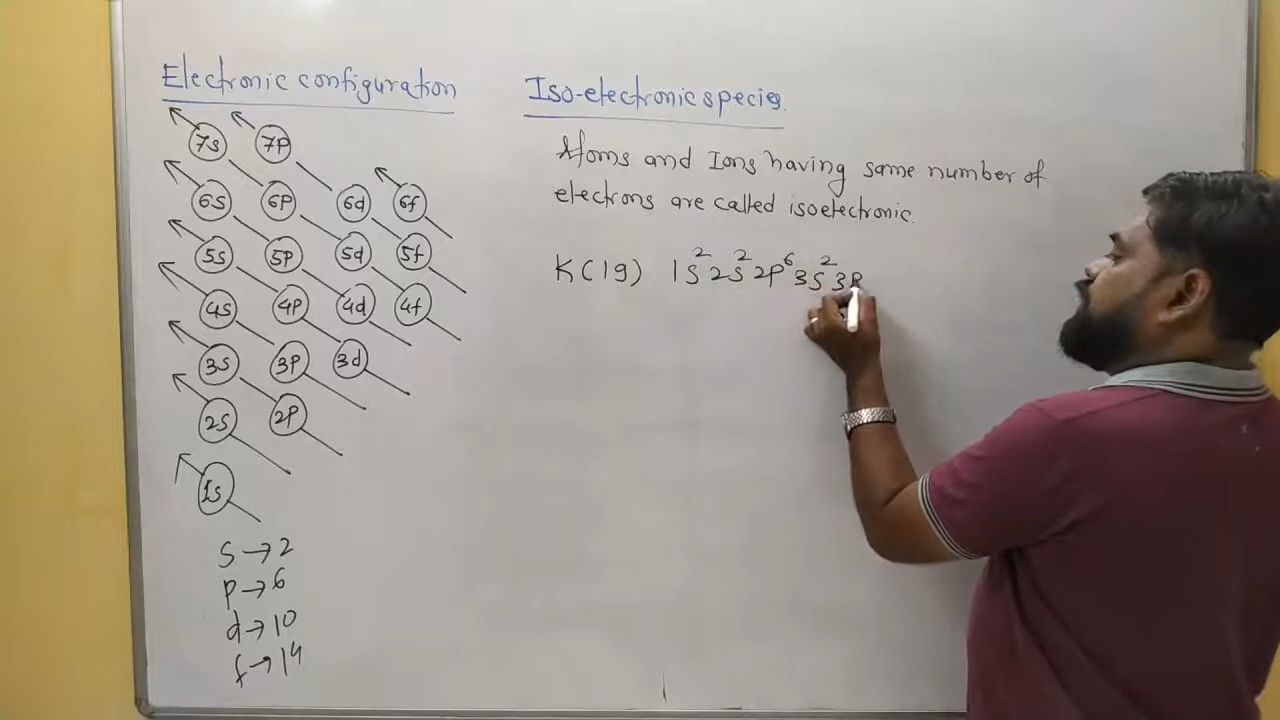 Electronic configuration
7s 7p
6s 6p 6d 6f
5s 5p 5d 5f
4s 4p 4d 4f
3s 3p 3d
2s 2p
1s
s → 2
p → 6
d → 10
f → 14
Iso-electronic species.
Atoms and Ions having same number of
electrons are called isoelectronic.
K(19) 1s² 2s² 2p⁶ 3s² 3p